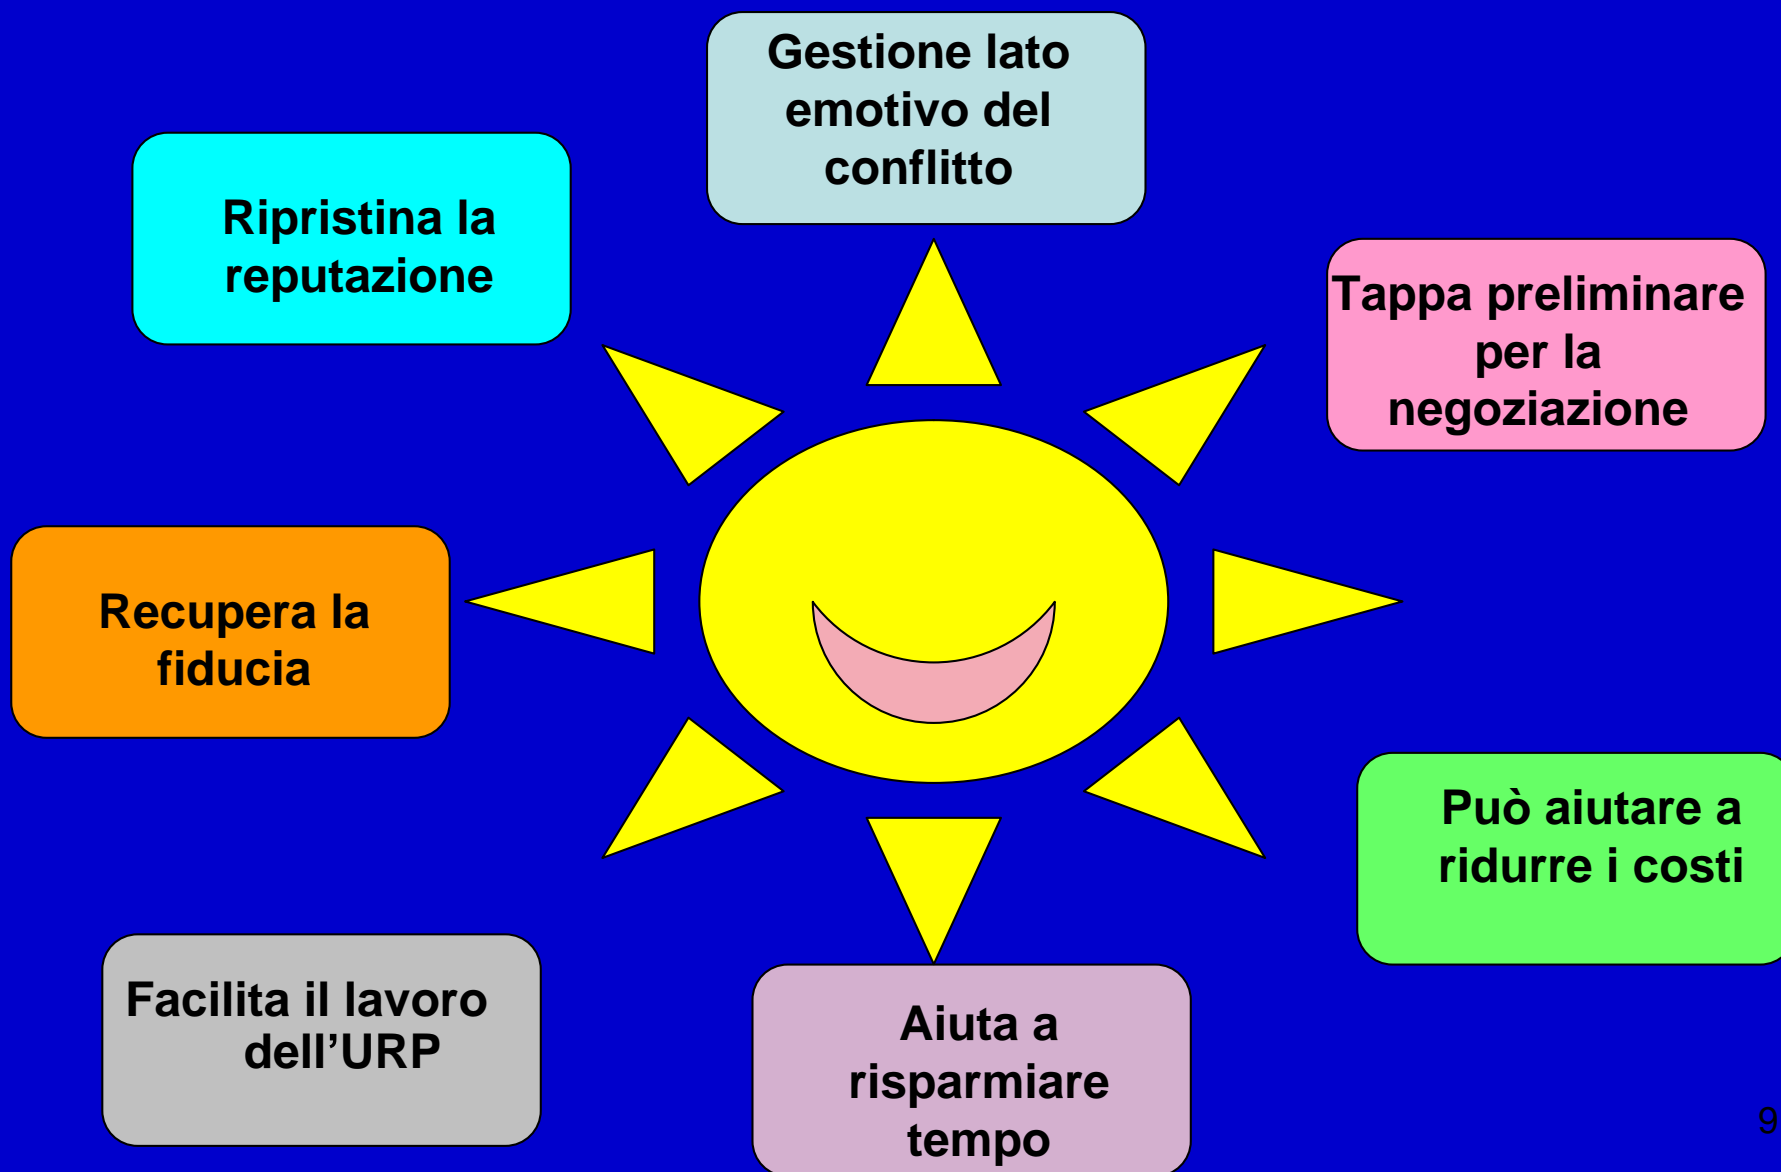 Gestione lato
emotivo del
conflitto
Ripristina la
reputazione
Tappa preliminare
per la
negoziazione
Recupera la
fiducia
Può aiutare a
ridurre i costi
Facilita il lavoro
dell’URP
Aiuta a
risparmiare
tempo
9